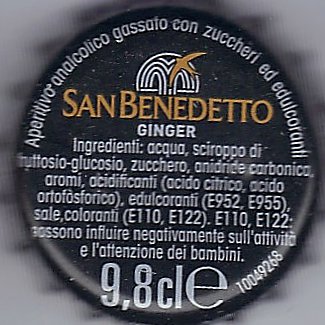 Aperitivo analcolico gassato con zuccheri ed edulcoranti
SAN BENEDETTO
GINGER
Ingredienti: acqua, sciroppo di
fruttosio-glucosio, zucchero, anidride carbonica,
aromi, acidificanti (acido citrico, acido
ortofosforico), edulcoranti (E952, E955),
sale,coloranti (E110, E122). E110, E122:
possono influire negativamente sull'attività
e l'attenzione dei bambini.
9,8cl℮
10049268